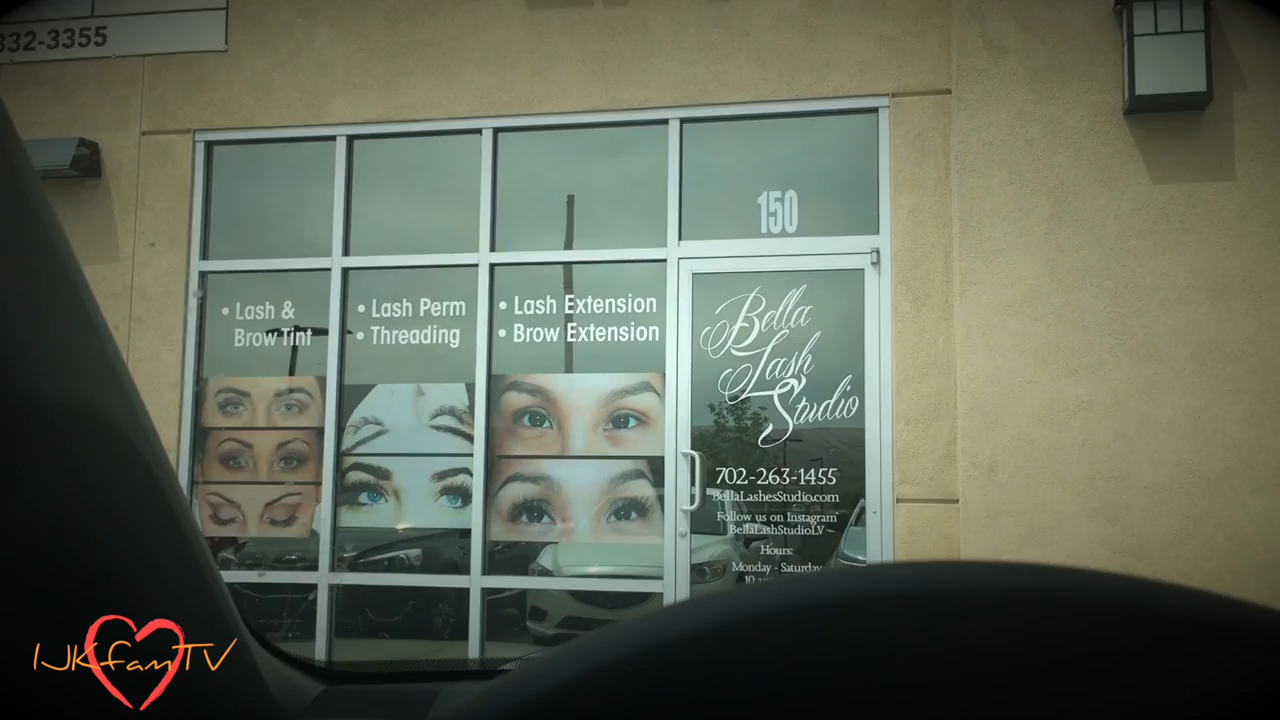 332-3355
150
• Lash &
Brow Tint
• Lash Perm
• Threading
• Lash Extension
• Brow Extension
Bella
Lash
Studio
702-263-1455
BellaLashesStudio.com
Follow us on Instagram
BellaLashStudioLV
Hours:
Monday - Saturday
10
IJKfamTV